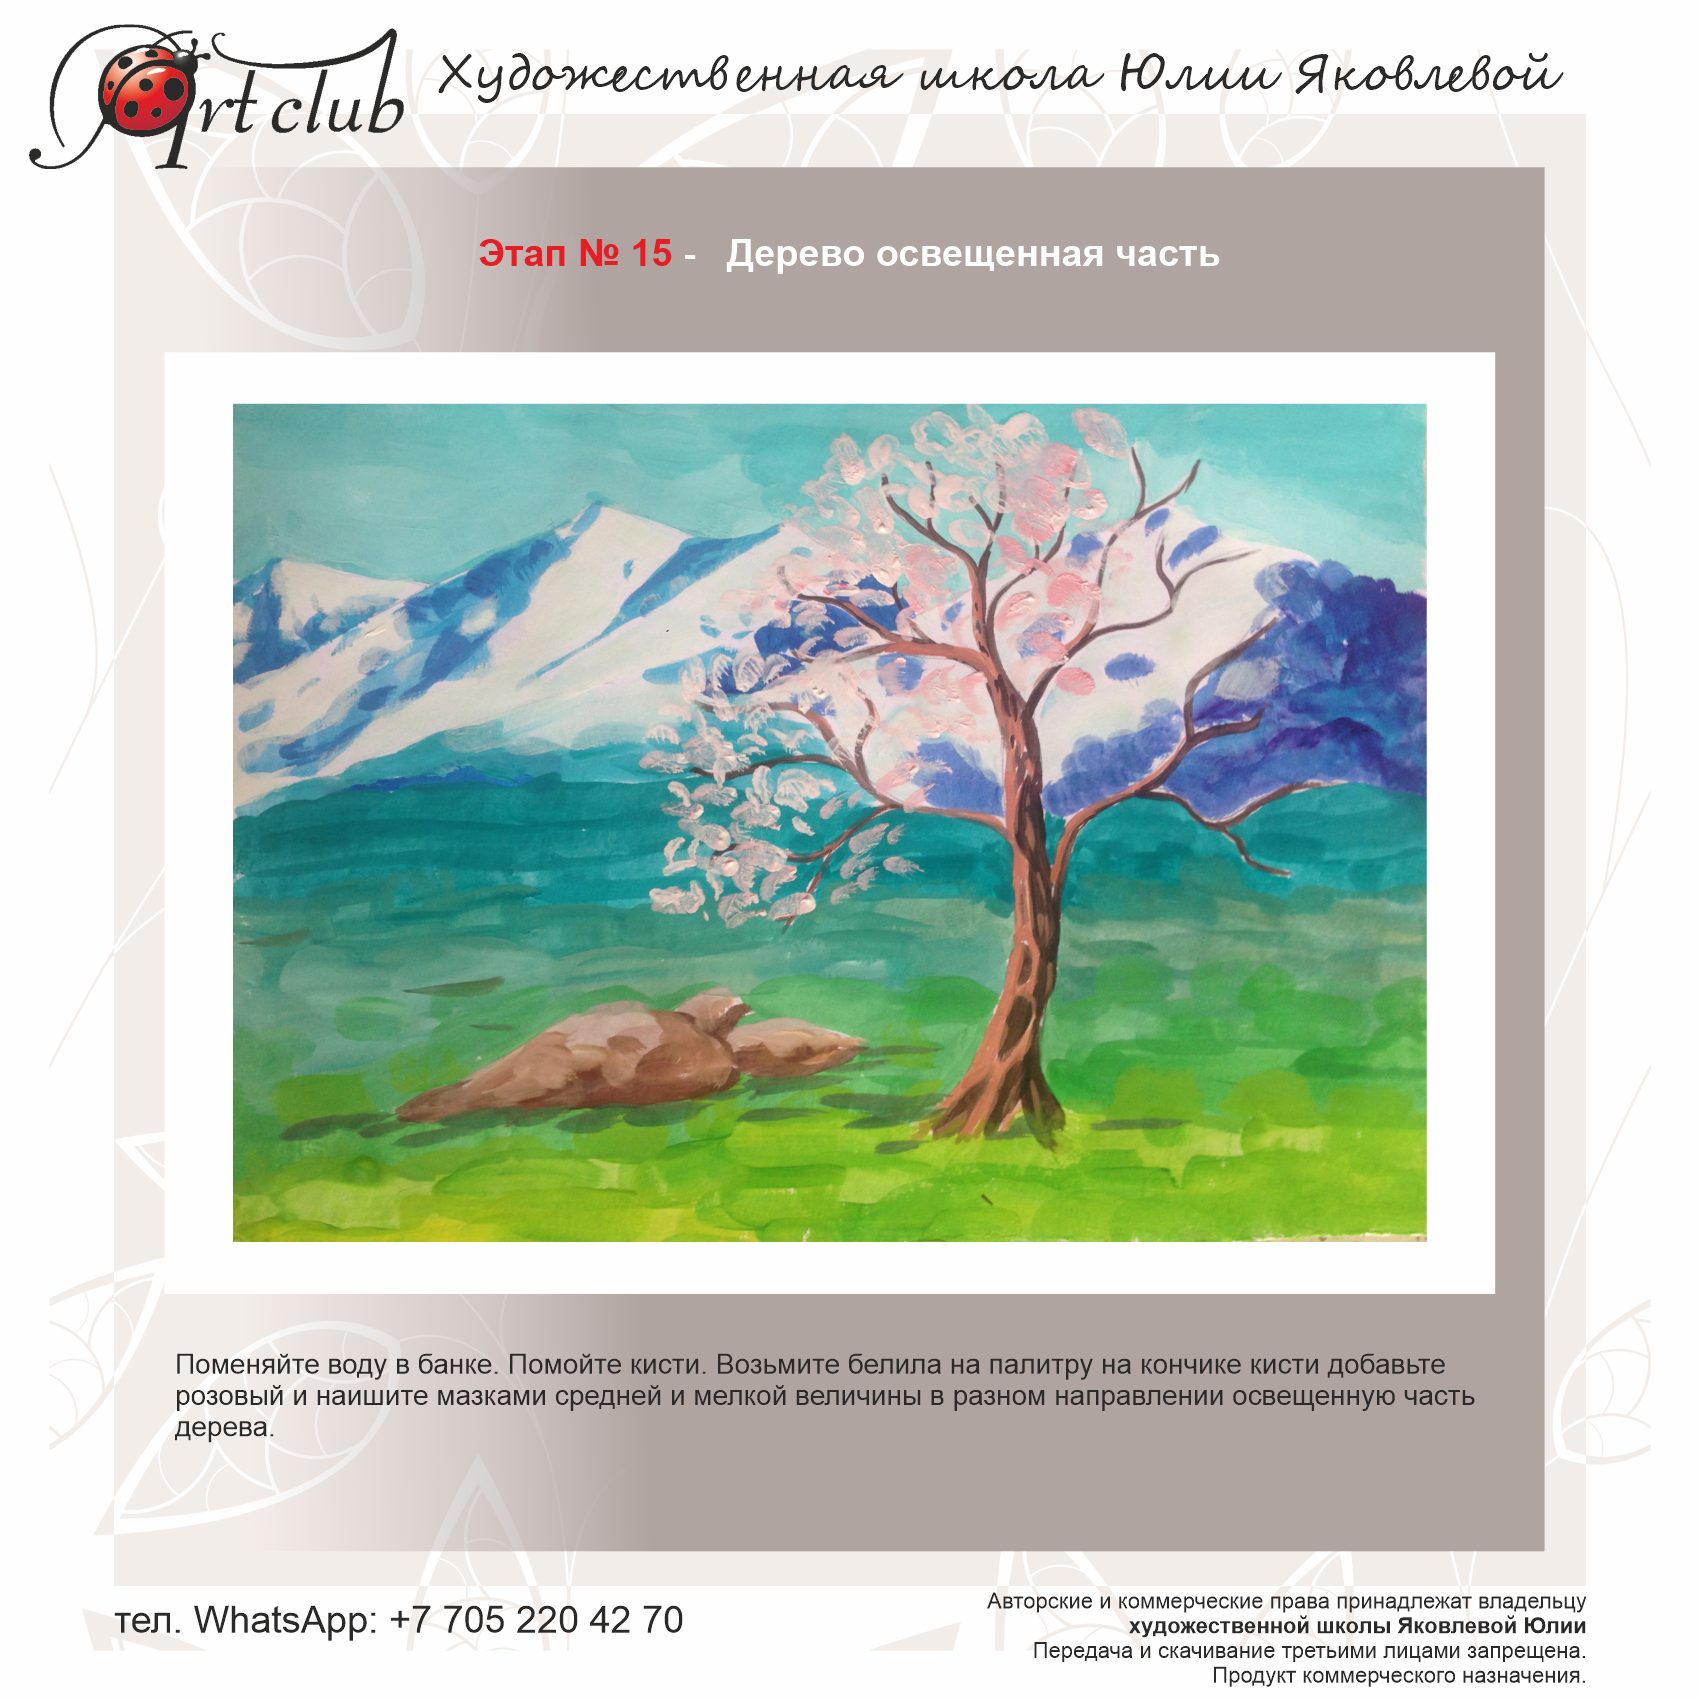 Artclub
Художественная школа Юлии Яковлевой
Этап № 15 - Дерево освещенная часть
Поменяйте воду в банке. Помойте кисти. Возьмите белила на палитру на кончике кисти добавьте
розовый и наишите мазками средней и мелкой величины в разном направлении освещенную часть
дерева.
тел. WhatsApp: +7 705 220 42 70
Авторские и коммерческие права принадлежат владельцу
художественной школы Яковлевой Юлии
Передача и скачивание третьими лицами запрещена.
Продукт коммерческого назначения.